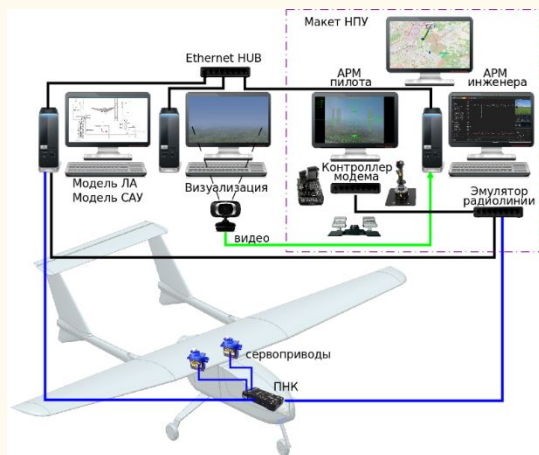 Макет НПУ
Ethernet HUB
АРМ
пилота
АРМ
инженера
Модель ЛА
Модель САУ
Визуализация
Контроллер
модема
Эмулятор
радиолинии
видео
сервоприводы
ПНК